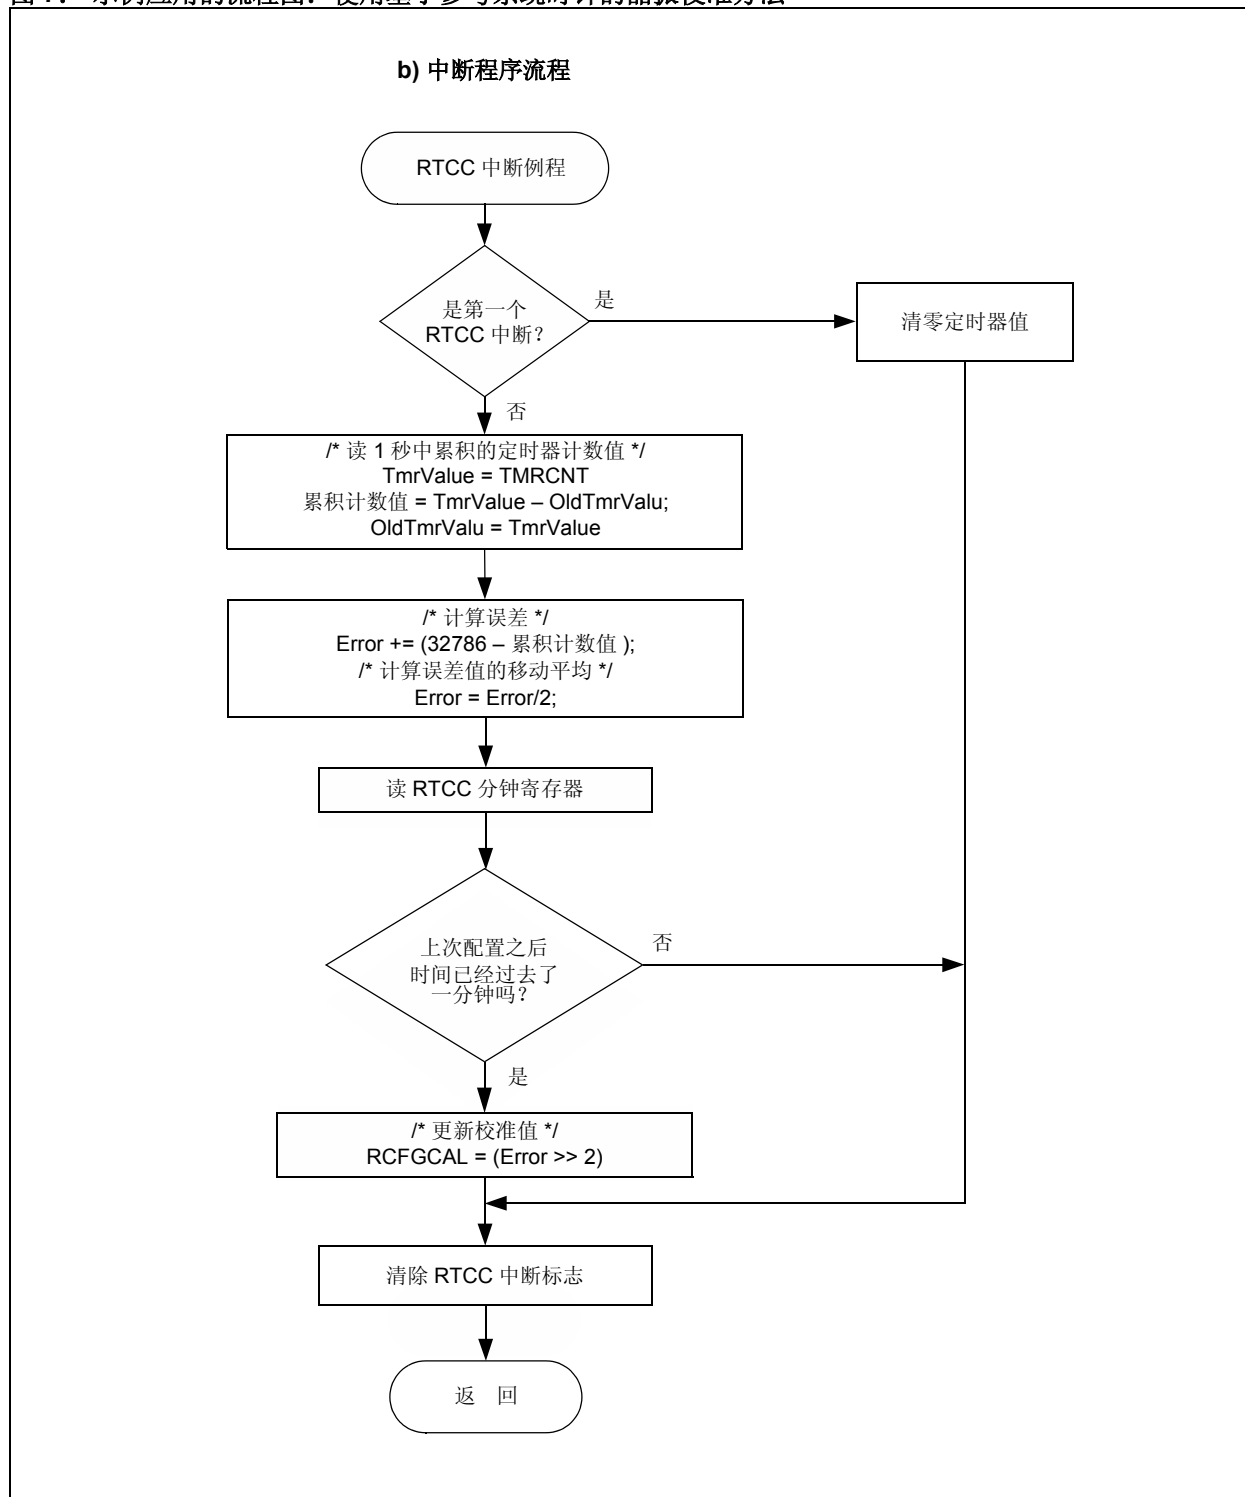 b) 中断程序流程
RTCC 中断例程
是第一个
RTCC 中断？
是
清零定时器值
否
/* 读 1 秒中累积的定时器计数值 */
TmrValue = TMRCNT
累积计数值 = TmrValue – OldTmrValu;
OldTmrValu = TmrValue
/* 计算误差 */
Error += (32786 – 累积计数值 );
/* 计算误差值的移动平均 */
Error = Error/2;
读 RTCC 分钟寄存器
上次配置之后
时间已经过去了
一分钟吗？
否
是
/* 更新校准值 */
RCFGCAL = (Error >> 2)
清除 RTCC 中断标志
返 回